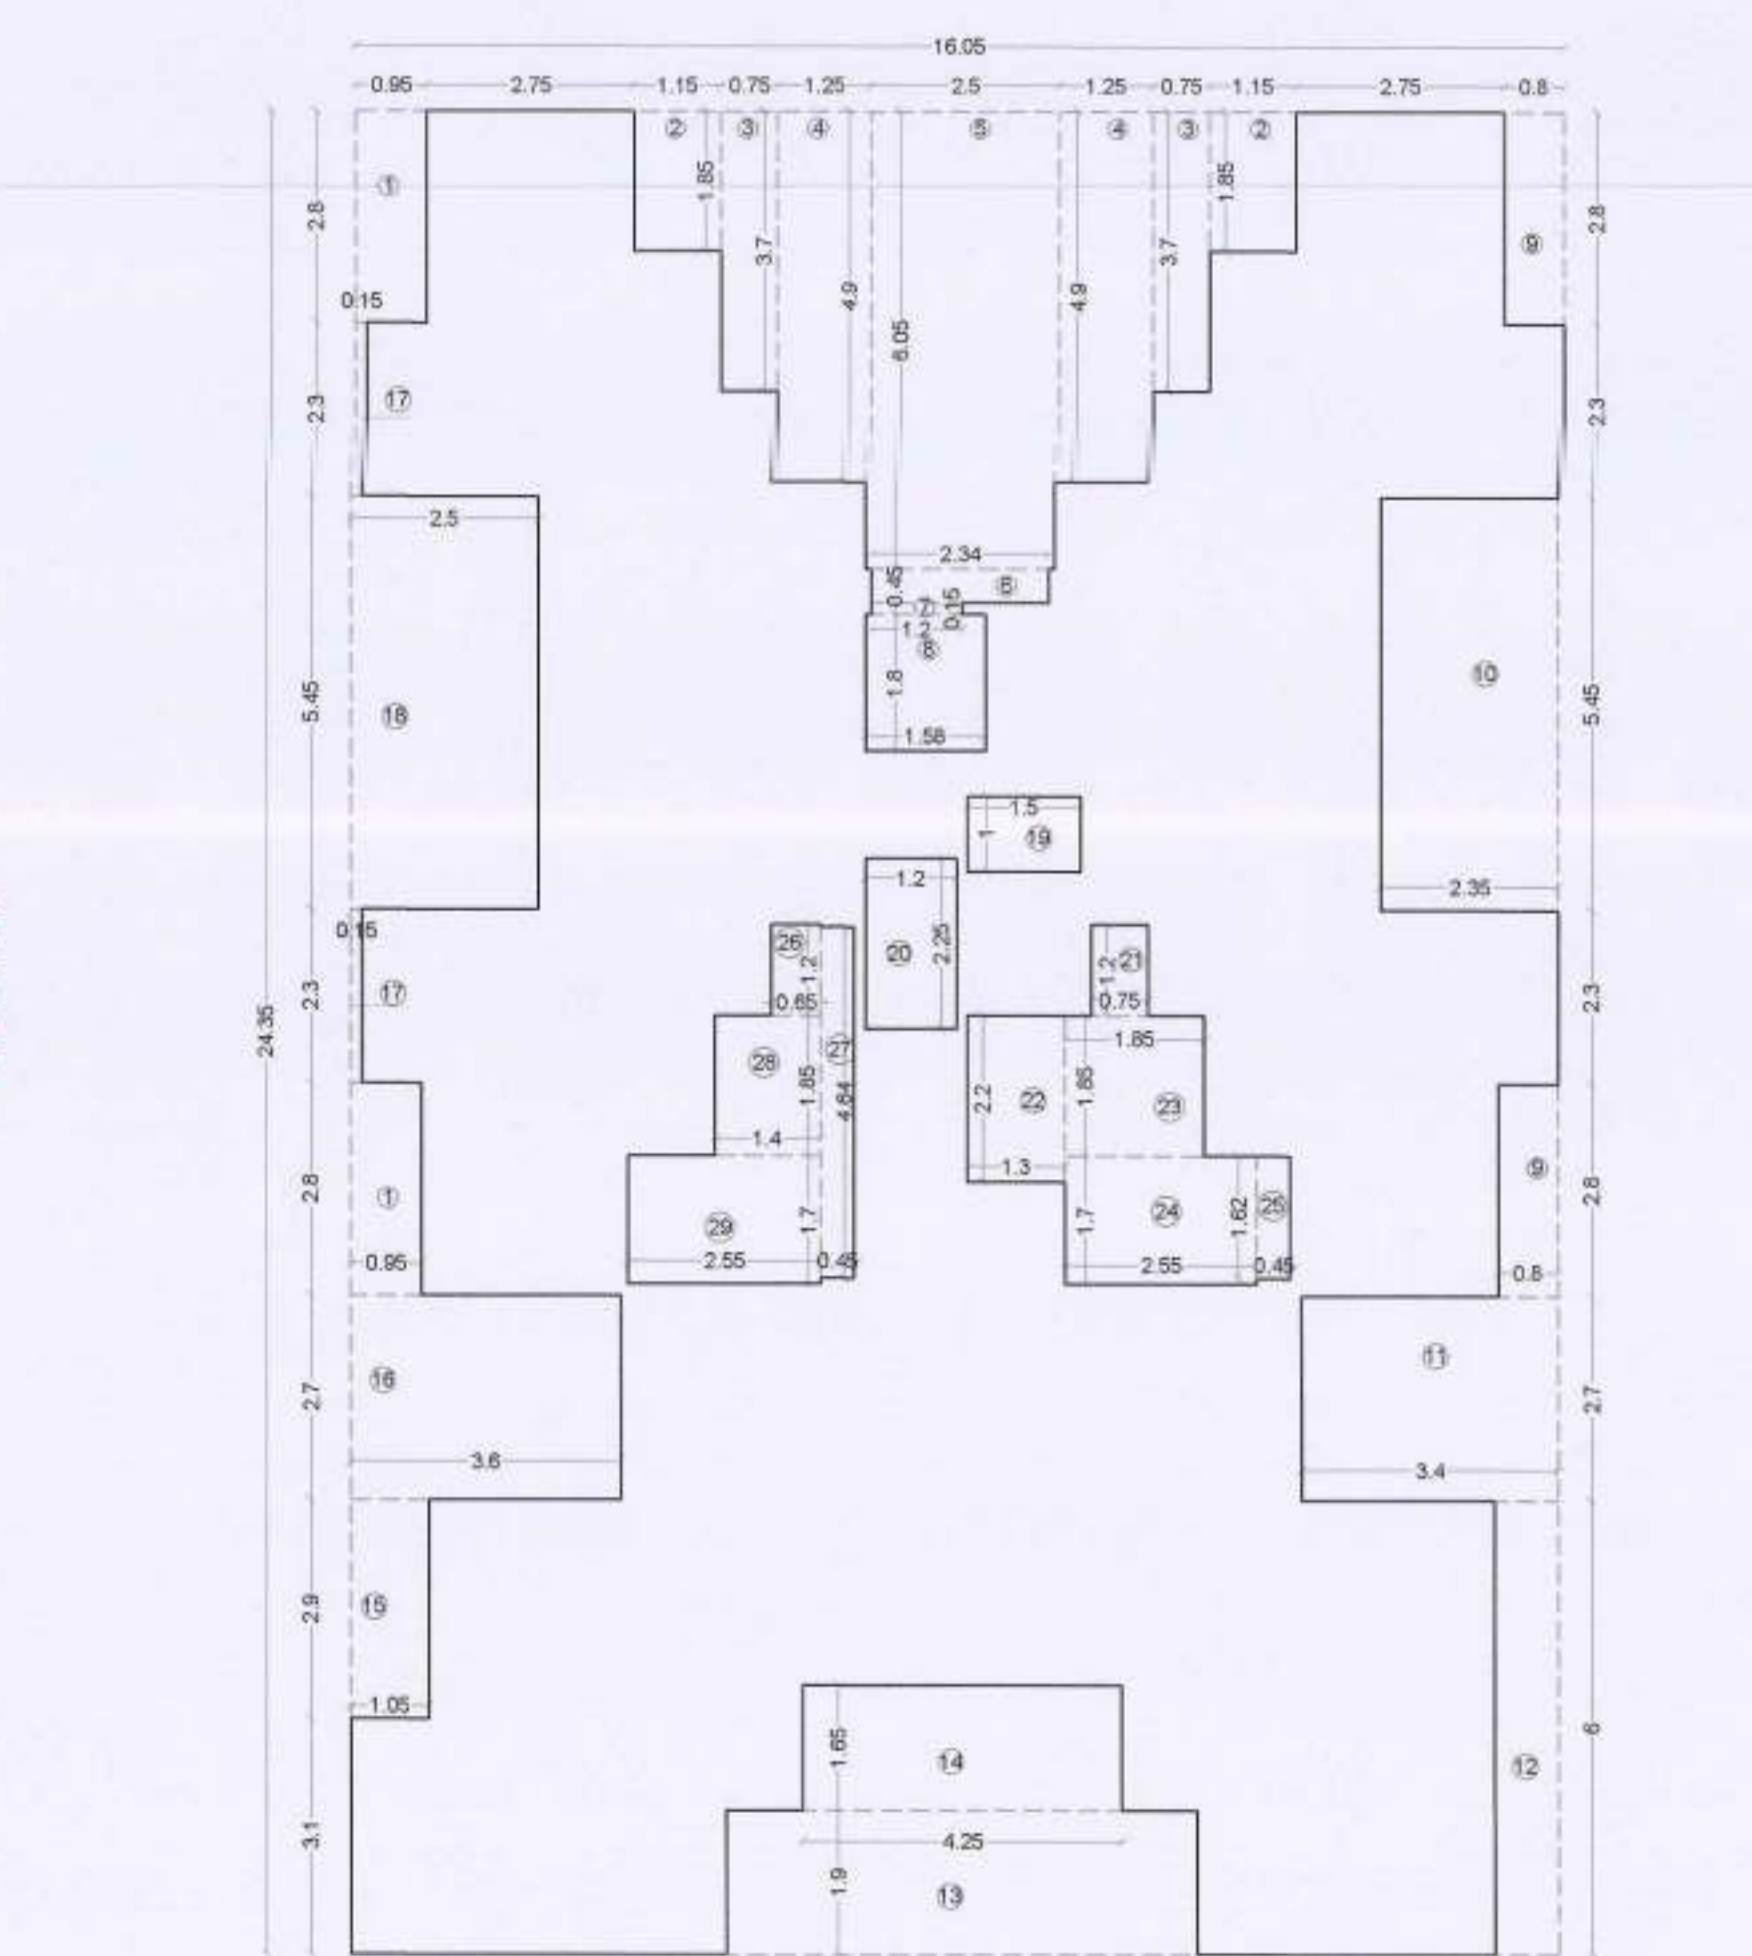 16.05
0.95 2.75 1.15 0.75 1.25 2.5 1.25 0.75 1.15 2.75 0.8
② ③ ④ ⑤ ④ ③ ②
① 1.85 1.85
2.8 2.8
3.7 3.7 ⑨
0.15 4.9 4.9
6.05
2.3 ⑰ 2.3
2.5
2.34
0.45 ⑥
⑦ 0.15
1.2
⑧
1.8
5.45 ⑱ ⑩ 5.45
1.58
1.5
1 ⑲
1.2 2.35
0.15
㉖ 1.2 ⑳ 2.25 1.2 ㉑
2.3 ⑰ 0.65 0.75 2.3
24.35
㉘ ㉗ 1.85
1.85 4.64 2.2 ㉒ 1.85 ㉓
1.4 1.3 ⑨
2.8 ① 2.8
㉙ 1.7 1.7 ㉔ 1.62 ㉕
0.95 2.55 0.45 2.55 0.45 0.8
⑯ ⑪
2.7 2.7
3.6 3.4
2.9 ⑮
1.05
1.65 ⑭ 6
⑫
3.1 4.25
1.9 ⑬